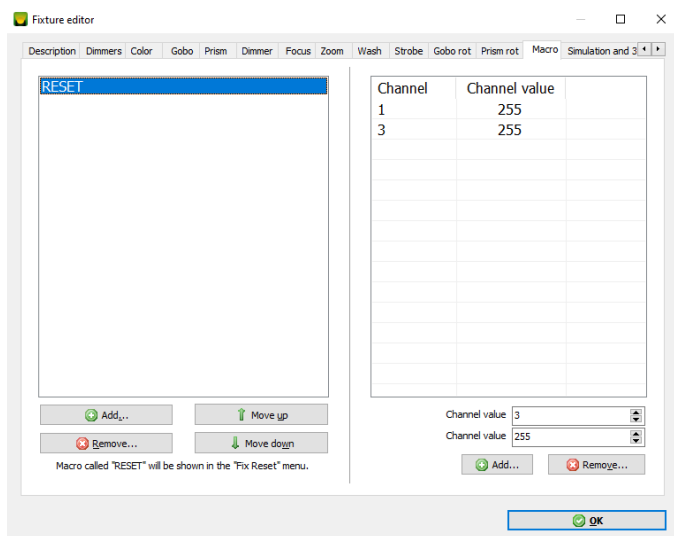 Fixture editor
Description Dimmers Color Gobo Prism Dimmer Focus Zoom Wash Strobe Gobo rot Prism rot Macro Simulation and 3
RESET
Channel Channel value
1 255
3 255
Add... Move up
Remove... Move down
Macro called "RESET" will be shown in the "Fix Reset" menu.
Channel value 3
Channel value 255
Add... Remove...
OK